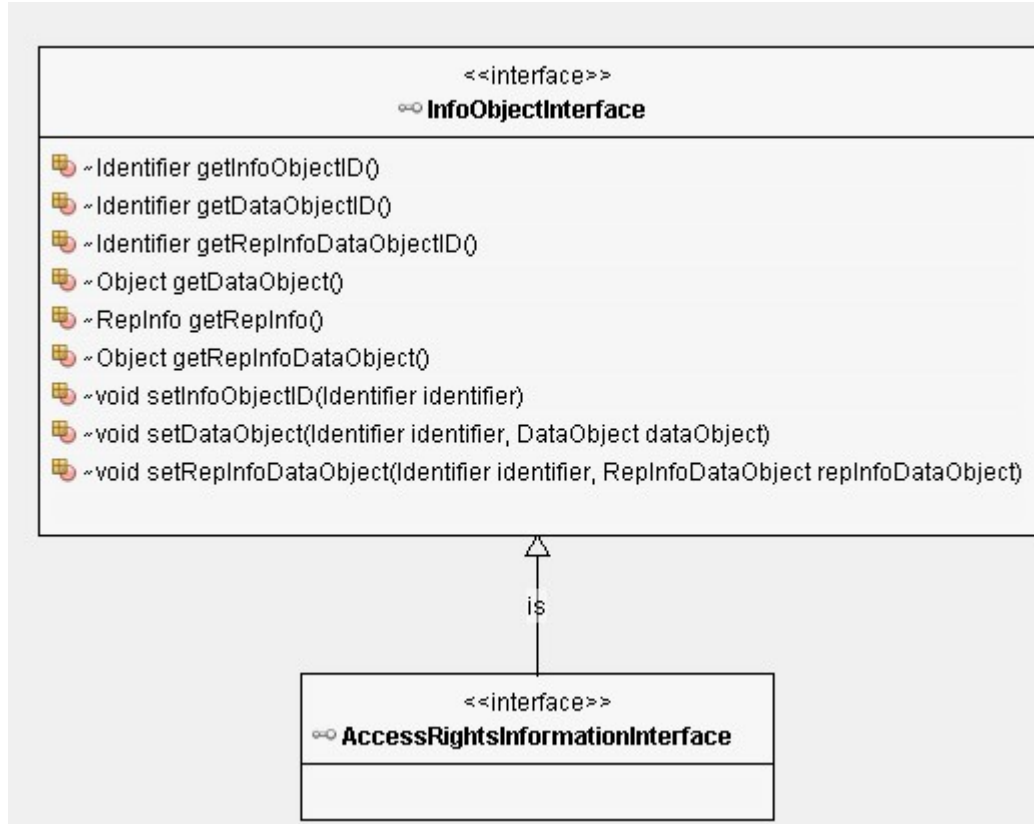 <<interface>>
InfoObjectInterface
~Identifier getInfoObjectID()
~Identifier getDataObjectID()
~Identifier getRepInfoDataObjectID()
~Object getDataObject()
~RepInfo getRepInfo()
~Object getRepInfoDataObject()
~void setInfoObjectID(Identifier identifier)
~void setDataObject(Identifier identifier, DataObject dataObject)
~void setRepInfoDataObject(Identifier identifier, RepInfoDataObject repInfoDataObject)
is
<<interface>>
AccessRightsInformationInterface